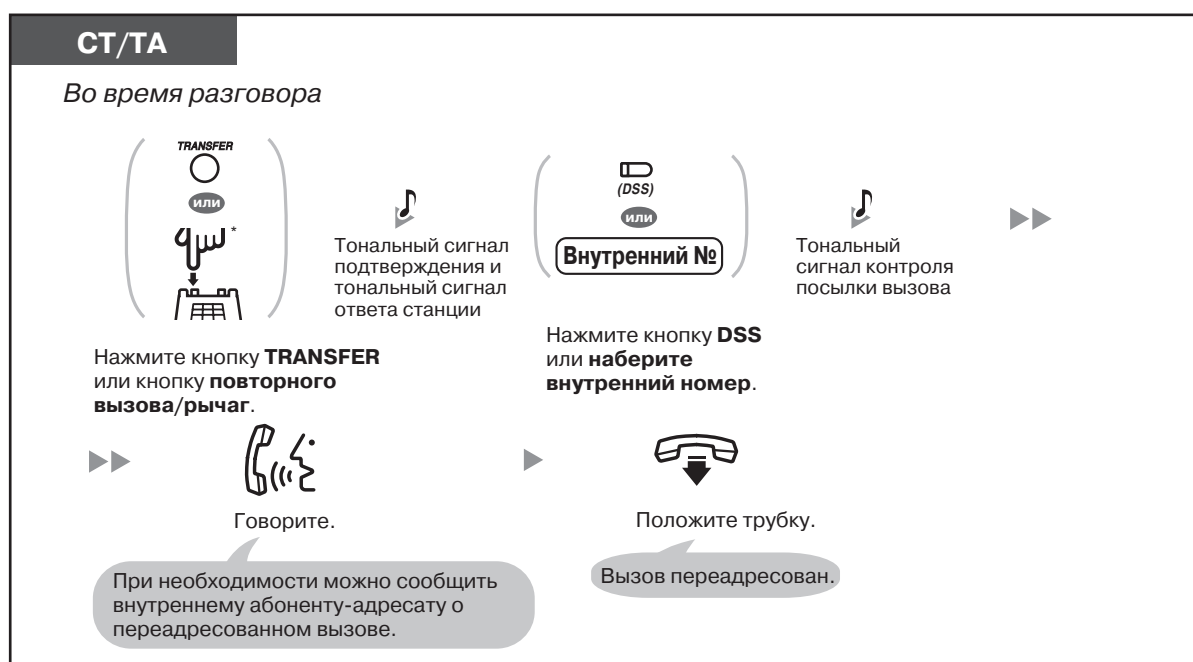 СТ/ТА
Во время разговора
TRANSFER
или
*
Тональный сигнал
подтверждения и
тональный сигнал
ответа станции
(DSS)
или
Внутренний №
Тональный
сигнал контроля
посылки вызова
Нажмите кнопку TRANSFER
или кнопку повторного
вызова/рычаг.
Нажмите кнопку DSS
или наберите
внутренний номер.
Говорите.
При необходимости можно сообщить
внутреннему абоненту-адресату о
переадресованном вызове.
Положите трубку.
Вызов переадресован.